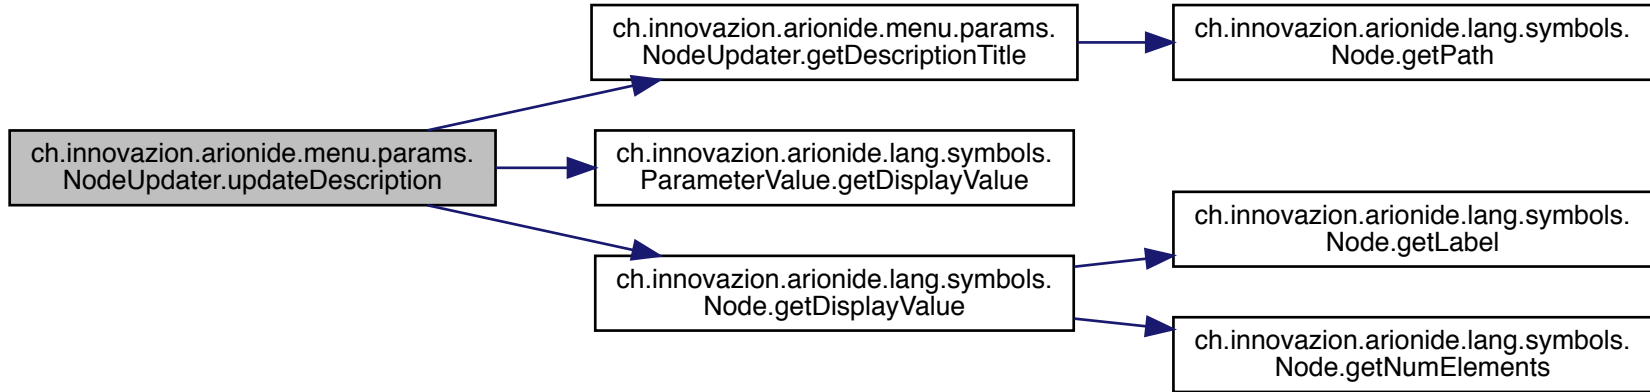 ch.innovazion.arionide.menu.params.
NodeUpdater.updateDescription
ch.innovazion.arionide.menu.params.
NodeUpdater.getDescriptionTitle
ch.innovazion.arionide.lang.symbols.
Node.getPath
ch.innovazion.arionide.lang.symbols.
ParameterValue.getDisplayValue
ch.innovazion.arionide.lang.symbols.
Node.getDisplayValue
ch.innovazion.arionide.lang.symbols.
Node.getLabel
ch.innovazion.arionide.lang.symbols.
Node.getNumElements